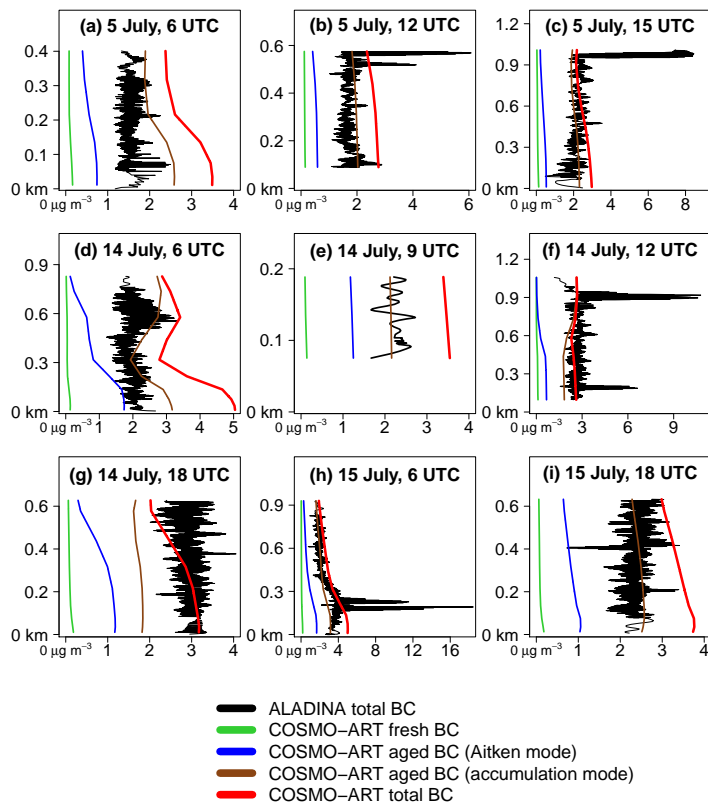 (a) 5 July, 6 UTC
0.4
0.3
0.2
0.1
0 km
0 µg m−3
1
2
3
4
(b) 5 July, 12 UTC
0.6
0.3
0 km
0 µg m−3
2
4
6
(c) 5 July, 15 UTC
1.2
0.9
0.6
0.3
0 km
0 µg m−3
2
4
6
8
(d) 14 July, 6 UTC
0.9
0.6
0.3
0 km
0 µg m−3
1
2
3
4
5
(e) 14 July, 9 UTC
0.2
0.1
0 µg m−3
1
2
3
4
(f) 14 July, 12 UTC
1.2
0.9
0.6
0.3
0 km
0 µg m−3
3
6
9
(g) 14 July, 18 UTC
0.6
0.4
0.2
0 km
0 µg m−3
1
2
3
4
(h) 15 July, 6 UTC
0.9
0.6
0.3
0 km
0 µg m−3
4
8
12
16
(i) 15 July, 18 UTC
0.6
0.4
0.2
0 km
0 µg m−3
1
2
3
4
ALADINA total BC
COSMO−ART fresh BC
COSMO−ART aged BC (Aitken mode)
COSMO−ART aged BC (accumulation mode)
COSMO−ART total BC